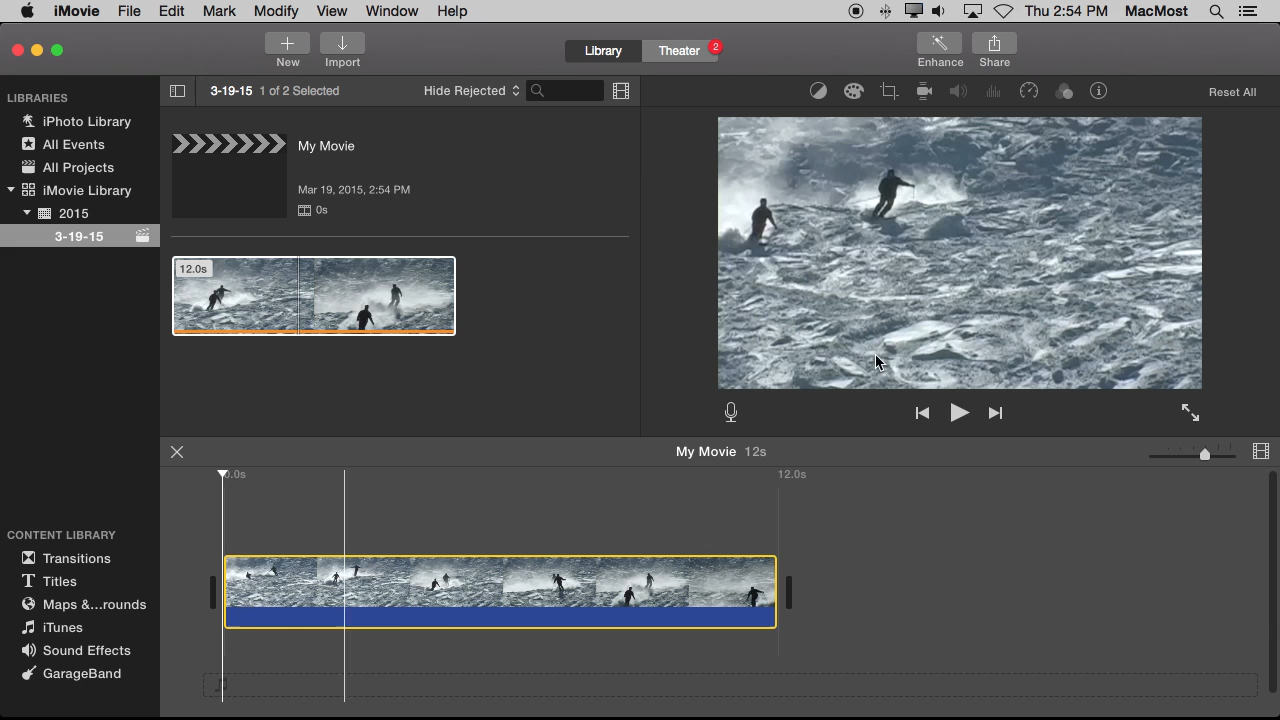 iMovie File Edit Mark Modify View Window Help Thu 2:54 PM MacMost
New Import Library Theater 2 Enhance Share
LIBRARIES
iPhoto Library
All Events
All Projects
iMovie Library
2015
3-19-15
3-19-15 1 of 2 Selected Hide Rejected
Reset All
My Movie
Mar 19, 2015, 2:54 PM
0s
12.0s
My Movie 12s
0.0s 12.0s
CONTENT LIBRARY
Transitions
Titles
Maps &...rounds
iTunes
Sound Effects
GarageBand